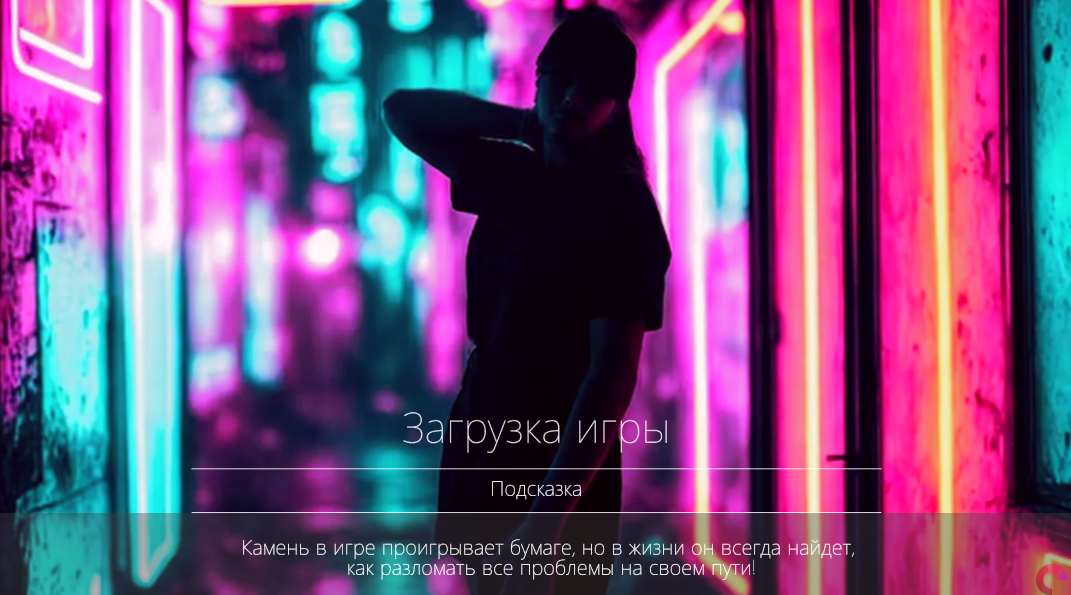 Загрузка игры
Подсказка
Камень в игре проигрывает бумаге, но в жизни он всегда найдет,
как разломать все проблемы на своем пути!